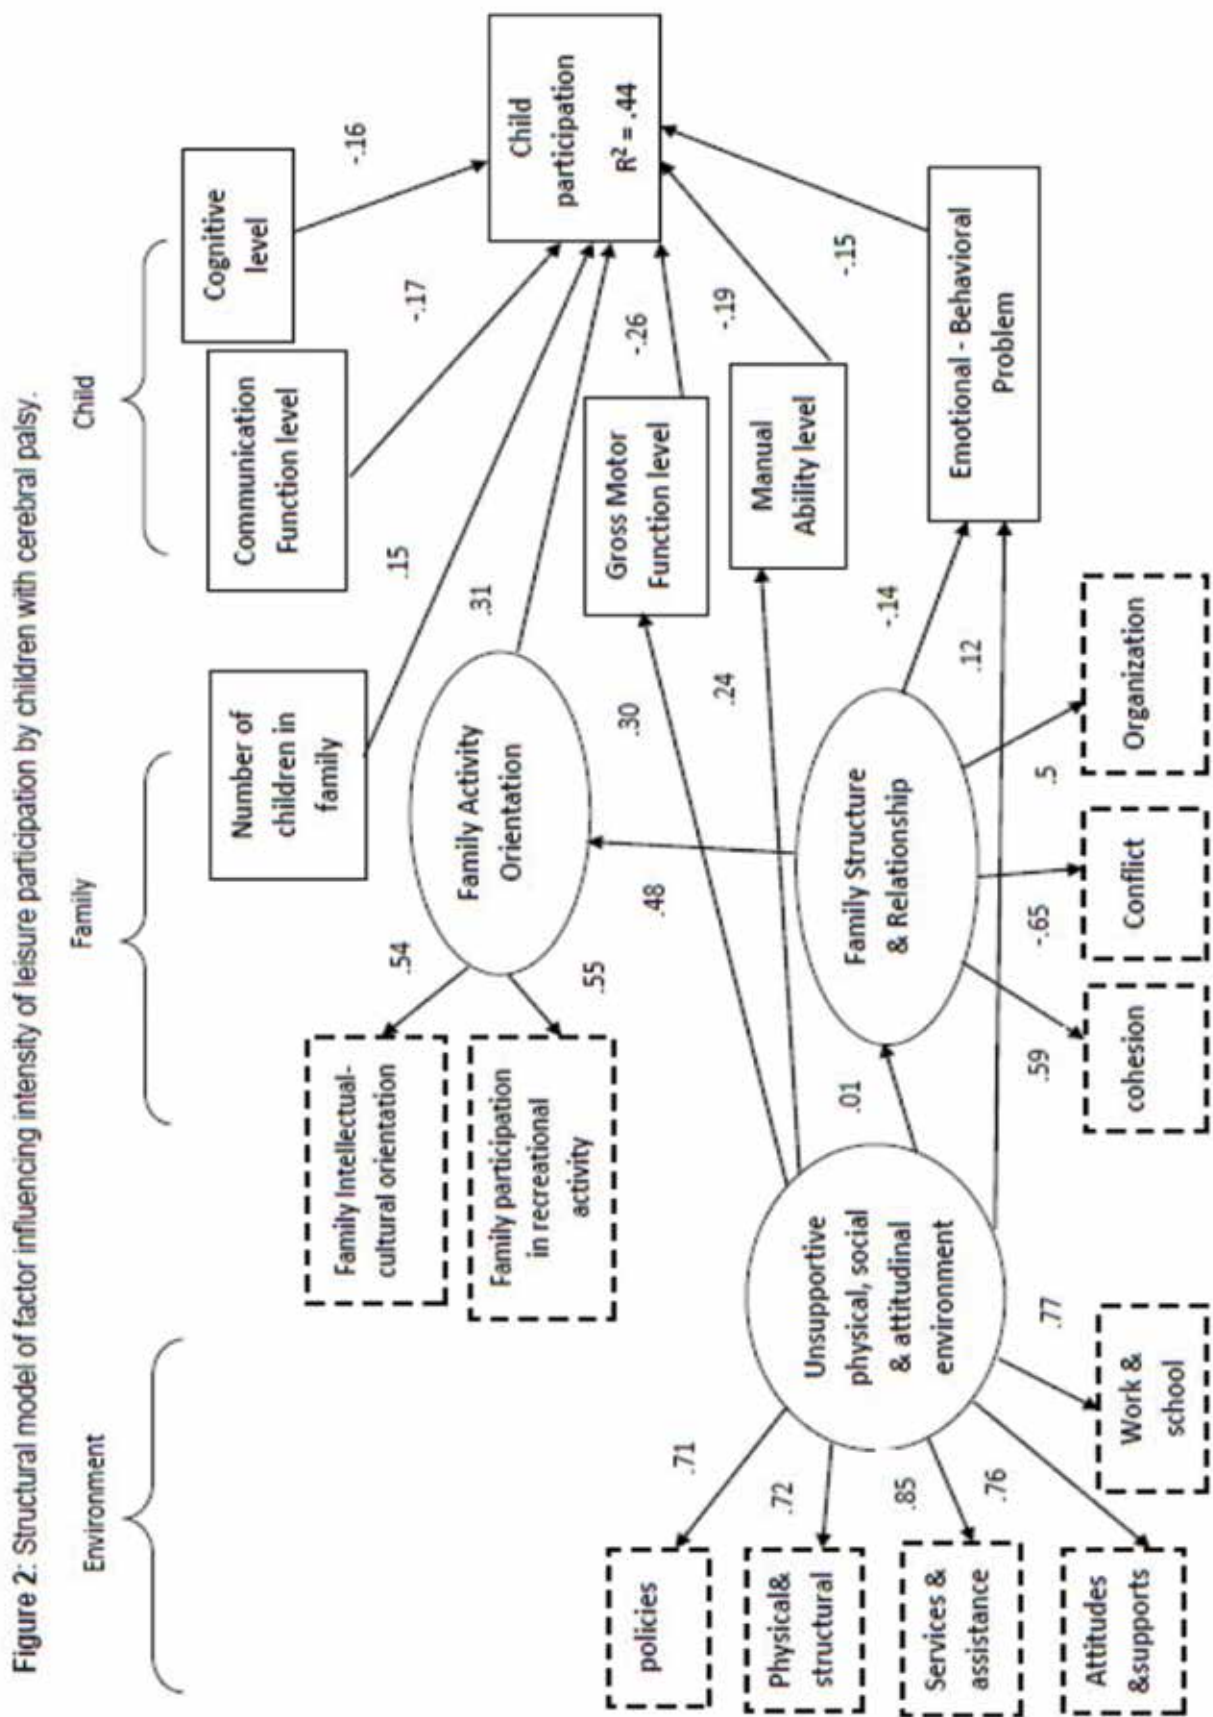 Figure 2: Structural model of factor influencing intensity of leisure participation by children with cerebral palsy.
Environment
Family
Child
Number of
children in
family
Communication
Function level
Cognitive
level
-.16
-.17
.15
.31
Child
participation
R² = .44
Family Intellectual-
cultural orientation
Family participation
in recreational
activity
.54
.55
Family Activity
Orientation
Gross Motor
Function level
-.26
Manual
Ability level
-.19
-.15
.30
.24
.48
policies
Physical&
structural
Services &
assistance
Attitudes
&supports
.71
.72
.85
.76
.77
Work &
school
Unsupportive
physical, social
& attitudinal
environment
.01
Family Structure
& Relationship
-.14
.12
Emotional - Behavioral
Problem
.59
-.65
.5
cohesion
Conflict
Organization